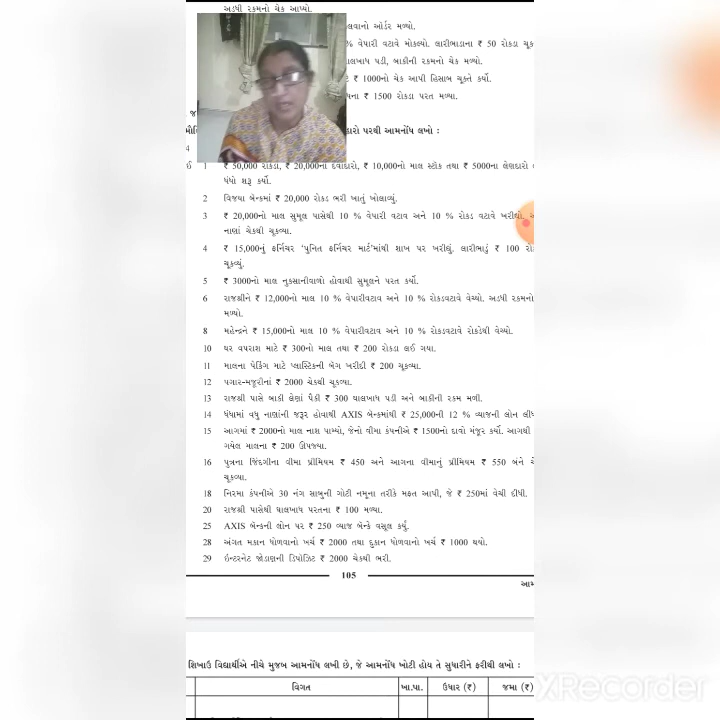 અડધી રકમનો ચેક આપ્યો.
લવાનો ઑર્ડર મળ્યો.
% વેપારી વટાવે મોકલ્યો. લારીભાડાના ₹ 50 રોકડા ચૂક
ાલખાધ પડી, બાકીની રકમનો ચેક મળ્યો.
₹ 1000નો ચેક આપી હિસાબ ચૂકતે કર્યો.
ના ₹ 1500 રોકડા પરત મળ્યા.
દારો પરથી આમનોંધ લખો :
4
1 ₹ 50,000 રોકડા, ₹ 20,000ના દેવાદારો, ₹ 10,000નો માલ સ્ટોક તથા ₹ 5000ના લેણદારો
ધંધો શરૂ કર્યો.
2 વિજયા બૅન્કમાં ₹ 20,000 રોકડ ભરી ખાતું ખોલાવ્યું.
3 ₹ 20,000નો માલ સુમૂલ પાસેથી 10 % વેપારી વટાવ અને 10 % રોકડ વટાવે ખરીદ્યો.
નાણાં ચેકથી ચૂકવ્યા.
4 ₹ 15,000નું ફર્નિચર 'પુનિત ફર્નિચર માર્ટ'માંથી શાખ પર ખરીદ્યું. લારીભાડું ₹ 100 રો
ચૂકવ્યું.
5 ₹ 3000નો માલ નુકસાનીવાળો હોવાથી સુમૂલને પરત કર્યો.
6 રાજશ્રીને ₹ 12,000નો માલ 10 % વેપારીવટાવ અને 10 % રોકડવટાવે વેચ્યો. અડધી રકમનો
મળ્યો.
8 મહેન્દ્રને ₹ 15,000નો માલ 10 % વેપારીવટાવ અને 10 % રોકડવટાવે રોકડેથી વેચ્યો.
10 ઘર વપરાશ માટે ₹ 300નો માલ તથા ₹ 200 રોકડા લઈ ગયા.
11 માલના પેકિંગ માટે પ્લાસ્ટિકની બેગ ખરીદી ₹ 200 ચૂકવ્યા.
12 પગાર-મજૂરીનાં ₹ 2000 ચેકથી ચૂકવ્યા.
13 રાજશ્રી પાસે બાકી લેણાં પૈકી ₹ 300 ઘાલખાધ પડી અને બાકીની રકમ મળી.
14 ધંધામાં વધુ નાણાંની જરૂર હોવાથી AXIS બૅન્કમાંથી ₹ 25,000ની 12 % વ્યાજની લોન લીધ
15 આગમાં ₹ 2000નો માલ નાશ પામ્યો, જેનો વીમા કંપનીએ ₹ 1500નો દાવો મંજૂર કર્યો. આગથી
ગયેલ માલના ₹ 200 ઊપજ્યા.
16 પુત્રના જિંદગીના વીમા પ્રીમિયમ ₹ 450 અને આગના વીમાનું પ્રીમિયમ ₹ 550 બંને
ચૂકવ્યા.
18 નિરમા કંપનીએ 30 નંગ સાબુની ગોટી નમૂના તરીકે મફત આપી, જે ₹ 250માં વેચી દીધી.
20 રાજશ્રી પાસેથી ઘાલખાધ પરતના ₹ 100 મળ્યા.
25 AXIS બૅન્કની લોન પર ₹ 250 વ્યાજ બૅન્કે વસૂલ કર્યું.
28 અંગત મકાન ધોળવાનો ખર્ચ ₹ 2000 તથા દુકાન ધોળવાનો ખર્ચ ₹ 1000 થયો.
29 ઇન્ટરનેટ જોડાણની ડિપૉઝિટ ₹ 2000 ચેકથી ભરી.
105
આમ
શિખાઉ વિદ્યાર્થીએ નીચે મુજબ આમનોંધ લખી છે, જે આમનોંધ ખોટી હોય તે સુધારીને ફરીથી લખો :
વિગત ખા.પા. ઉધાર (₹) જમા (₹)
XRecorder